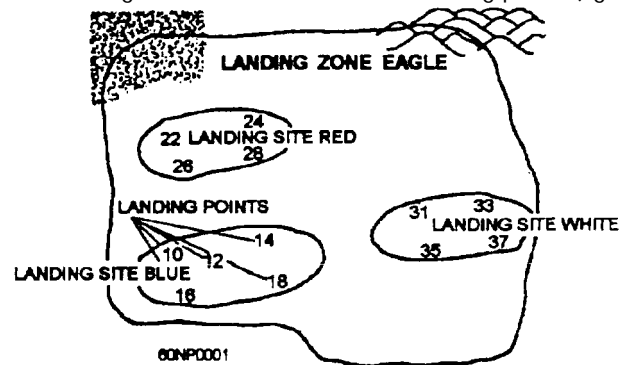 LANDING ZONE EAGLE
24
22 LANDING SITE RED
26 28
LANDING POINTS
31 33
LANDING SITE WHITE
35 37
14
10 12
LANDING SITE BLUE 18
16
60NP0001